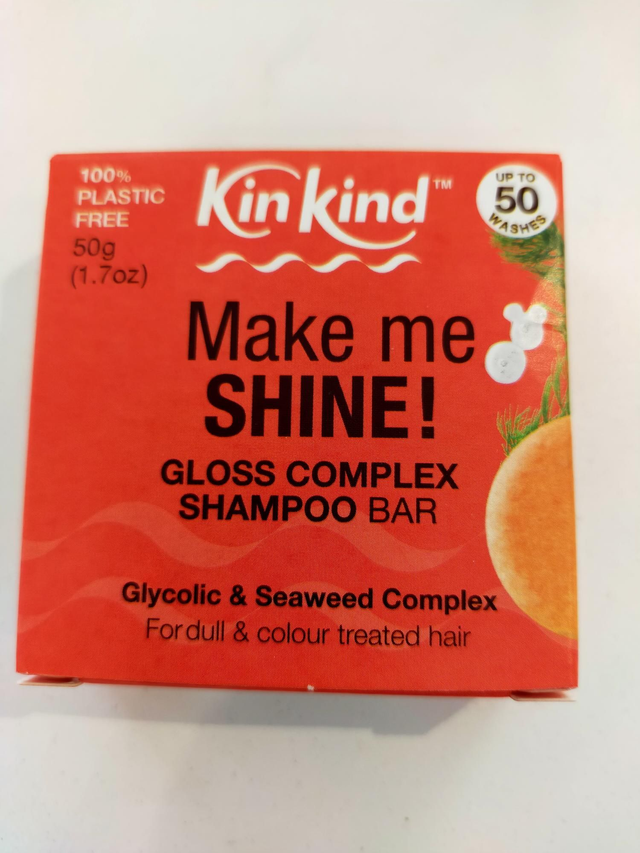 100%
PLASTIC
FREE
50g
(1.7oz)
KinKind™
UP TO
50
WASHES
Make me
SHINE!
GLOSS COMPLEX
SHAMPOO BAR
Glycolic & Seaweed Complex
For dull & colour treated hair